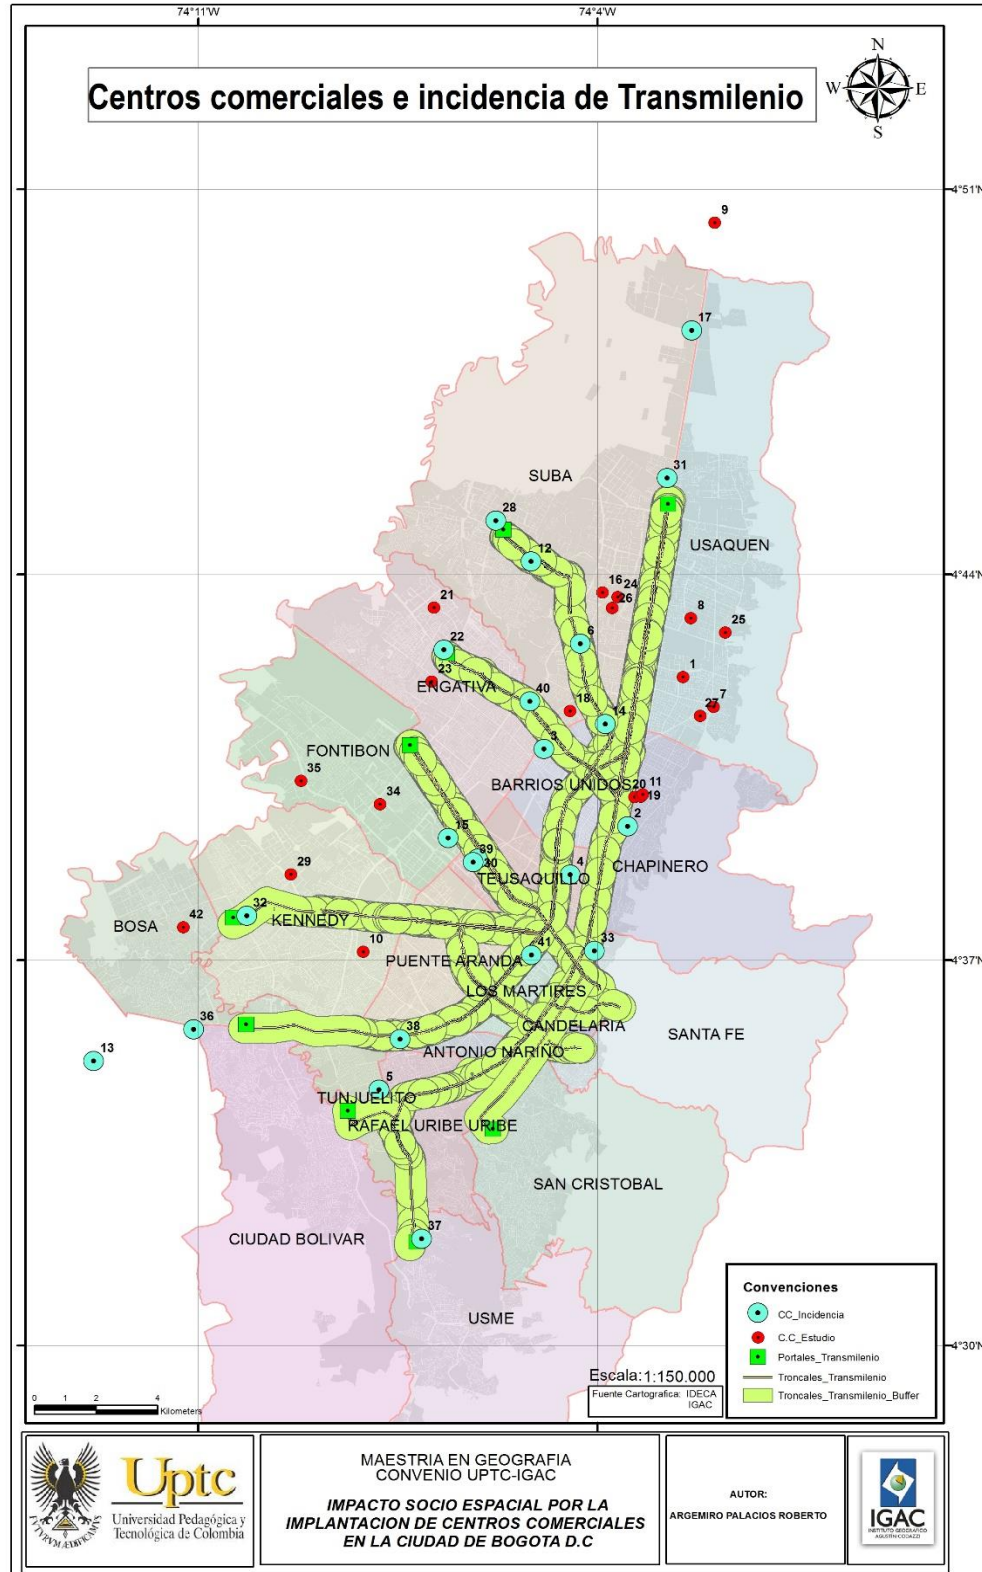 74°11'W
74°4'W
Centros comerciales e incidencia de Transmilenio
N
W
E
S
4°51'N
9
17
31
SUBA
28
USAQUEN
12
4°44'N
16
24
26
21
8
25
6
22
1
23
ENGATIVA
40
18
7
27
14
3
FONTIBON
35
BARRIOS UNIDOS
20
11
19
34
2
15
39
30
4
CHAPINERO
TEUSAQUILLO
29
32
KENNEDY
42
BOSA
10
41
33
PUENTE ARANDA
4°37'N
LOS MARTIRES
36
CANDELARIA
SANTA FE
38
13
ANTONIO NARIÑO
5
TUNJUELITO
RAFAEL URIBE URIBE
SAN CRISTOBAL
37
CIUDAD BOLIVAR
USME
4°30'N
Convenciones
CC_Incidencia
C.C_Estudio
Portales_Transmilenio
Troncales_Transmilenio
Troncales_Transmilenio_Buffer
Escala:1:150.000
Fuente Cartografica: IDECA
IGAC
0 1 2 4
Kilometers
Uptc
Universidad Pedagógica y
Tecnológica de Colombia
MAESTRIA EN GEOGRAFIA
CONVENIO UPTC-IGAC
IMPACTO SOCIO ESPACIAL POR LA
IMPLANTACION DE CENTROS COMERCIALES
EN LA CIUDAD DE BOGOTA D.C
AUTOR:
ARGEMIRO PALACIOS ROBERTO
IGAC
INSTITUTO GEOGRAFICO
AGUSTIN CODAZZI